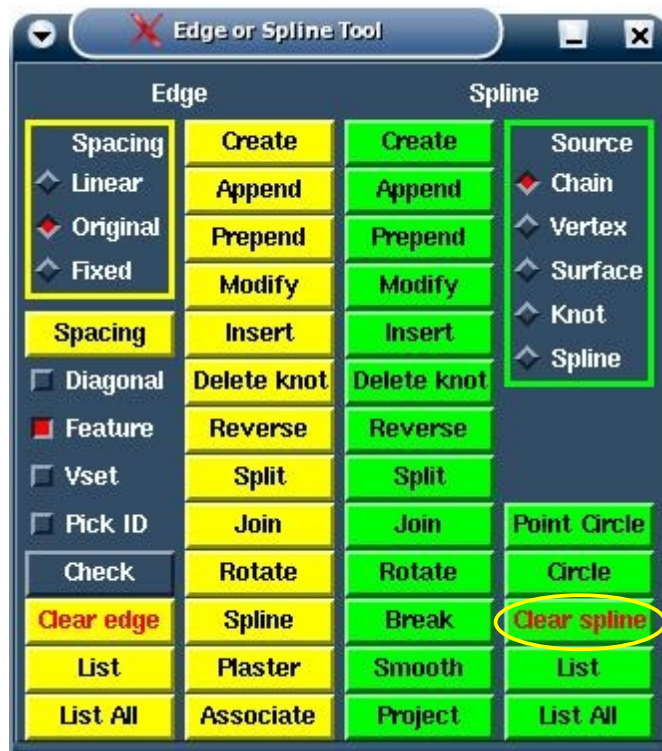 Edge or Spline Tool
Edge
Spline
Spacing
Linear
Original
Fixed
Spacing
Diagonal
Feature
Vset
Pick ID
Check
Clear edge
List
List All
Create
Append
Prepend
Modify
Insert
Delete knot
Reverse
Split
Join
Rotate
Spline
Plaster
Associate
Create
Append
Prepend
Modify
Insert
Delete knot
Reverse
Split
Join
Rotate
Break
Smooth
Project
Source
Chain
Vertex
Surface
Knot
Spline
Point Circle
Circle
Clear spline
List
List All